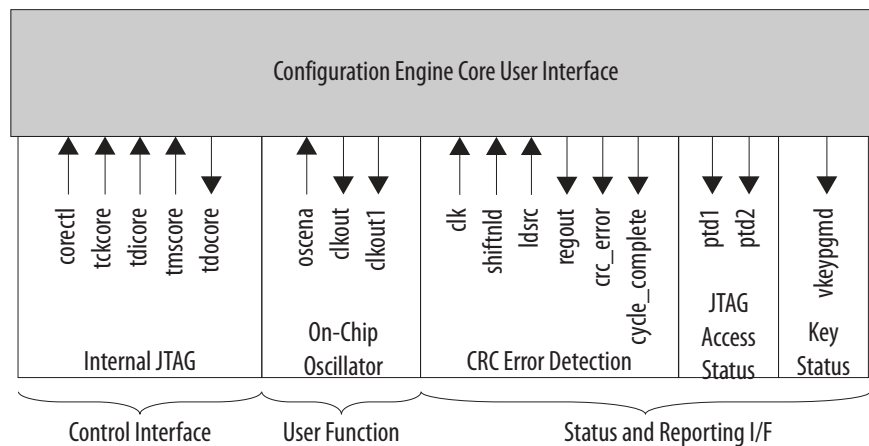 Configuration Engine Core User Interface
corectl
tckcore
tdicore
tmscore
tdocore
oscena
clkout
clkout1
clk
shiftnld
ldsrc
regout
crc_error
cycle_complete
ptd1
ptd2
vkeypgmd
Internal JTAG
On-Chip
Oscillator
CRC Error Detection
JTAG
Access
Status
Key
Status
Control Interface
User Function
Status and Reporting I/F